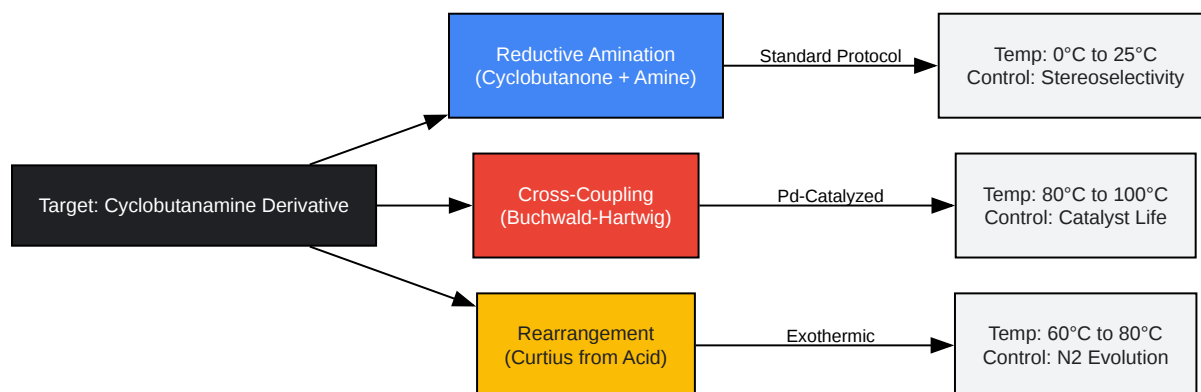 Reductive Amination
(Cyclobutanone + Amine)
Standard Protocol
Temp: 0°C to 25°C
Control: Stereoselectivity
Target: Cyclobutanamine Derivative
Cross-Coupling
(Buchwald-Hartwig)
Pd-Catalyzed
Temp: 80°C to 100°C
Control: Catalyst Life
Rearrangement
(Curtius from Acid)
Exothermic
Temp: 60°C to 80°C
Control: N2 Evolution